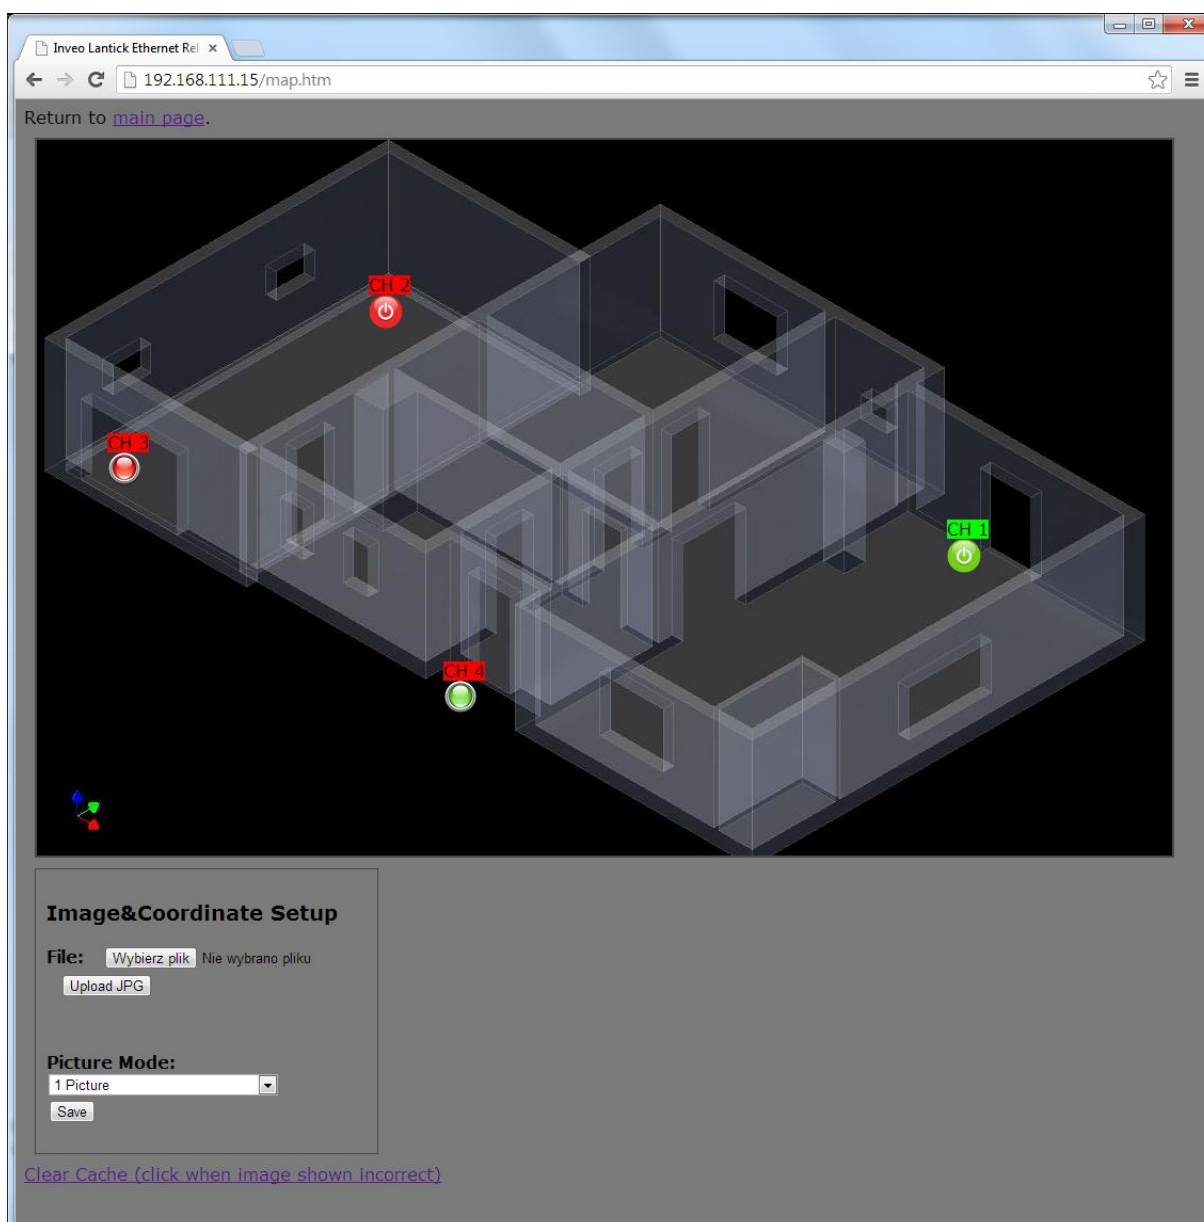 Inveo Lantick Ethernet Rel
192.168.111.15/map.htm
Return to main page.
CH 2
CH 3
CH 1
CH 4
Image&Coordinate Setup
File: Wybierz plik Nie wybrano pliku
Upload JPG
Picture Mode:
1 Picture
Save
Clear Cache (click when image shown incorrect)